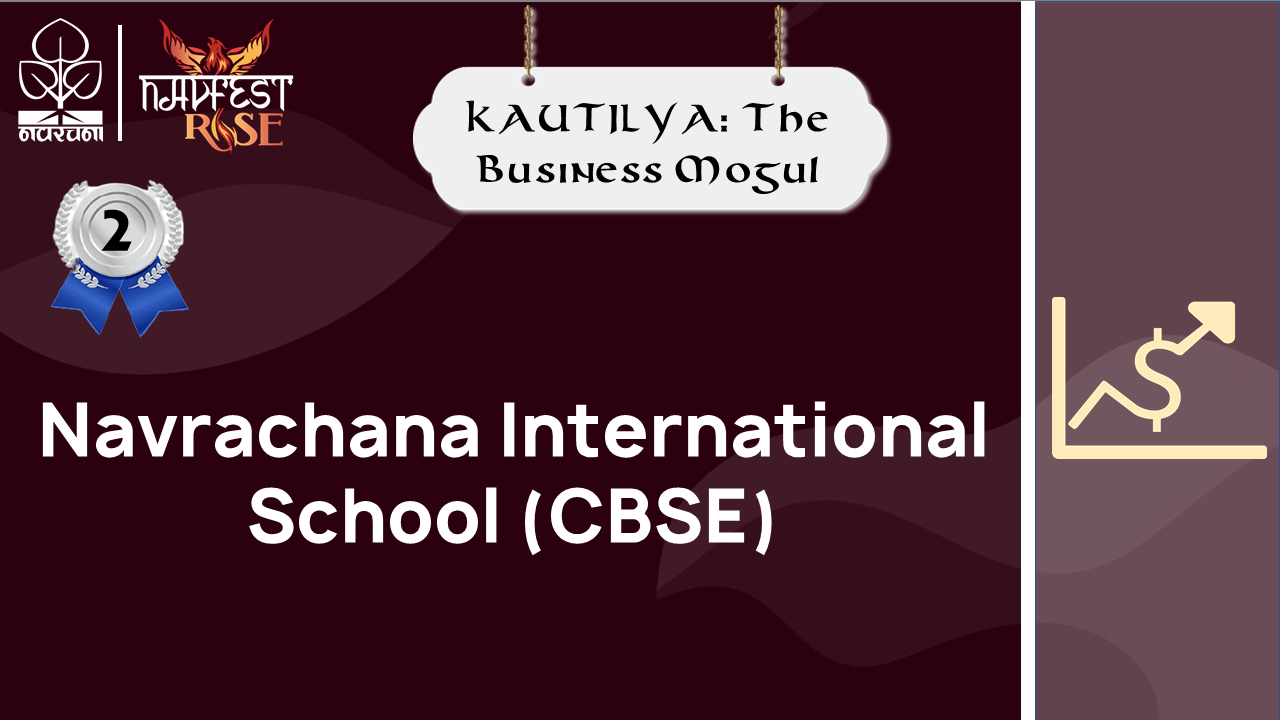 NAVFEST
RISE
KAUTILYA: The
Business Mogul
2
Navrachana International
School (CBSE)